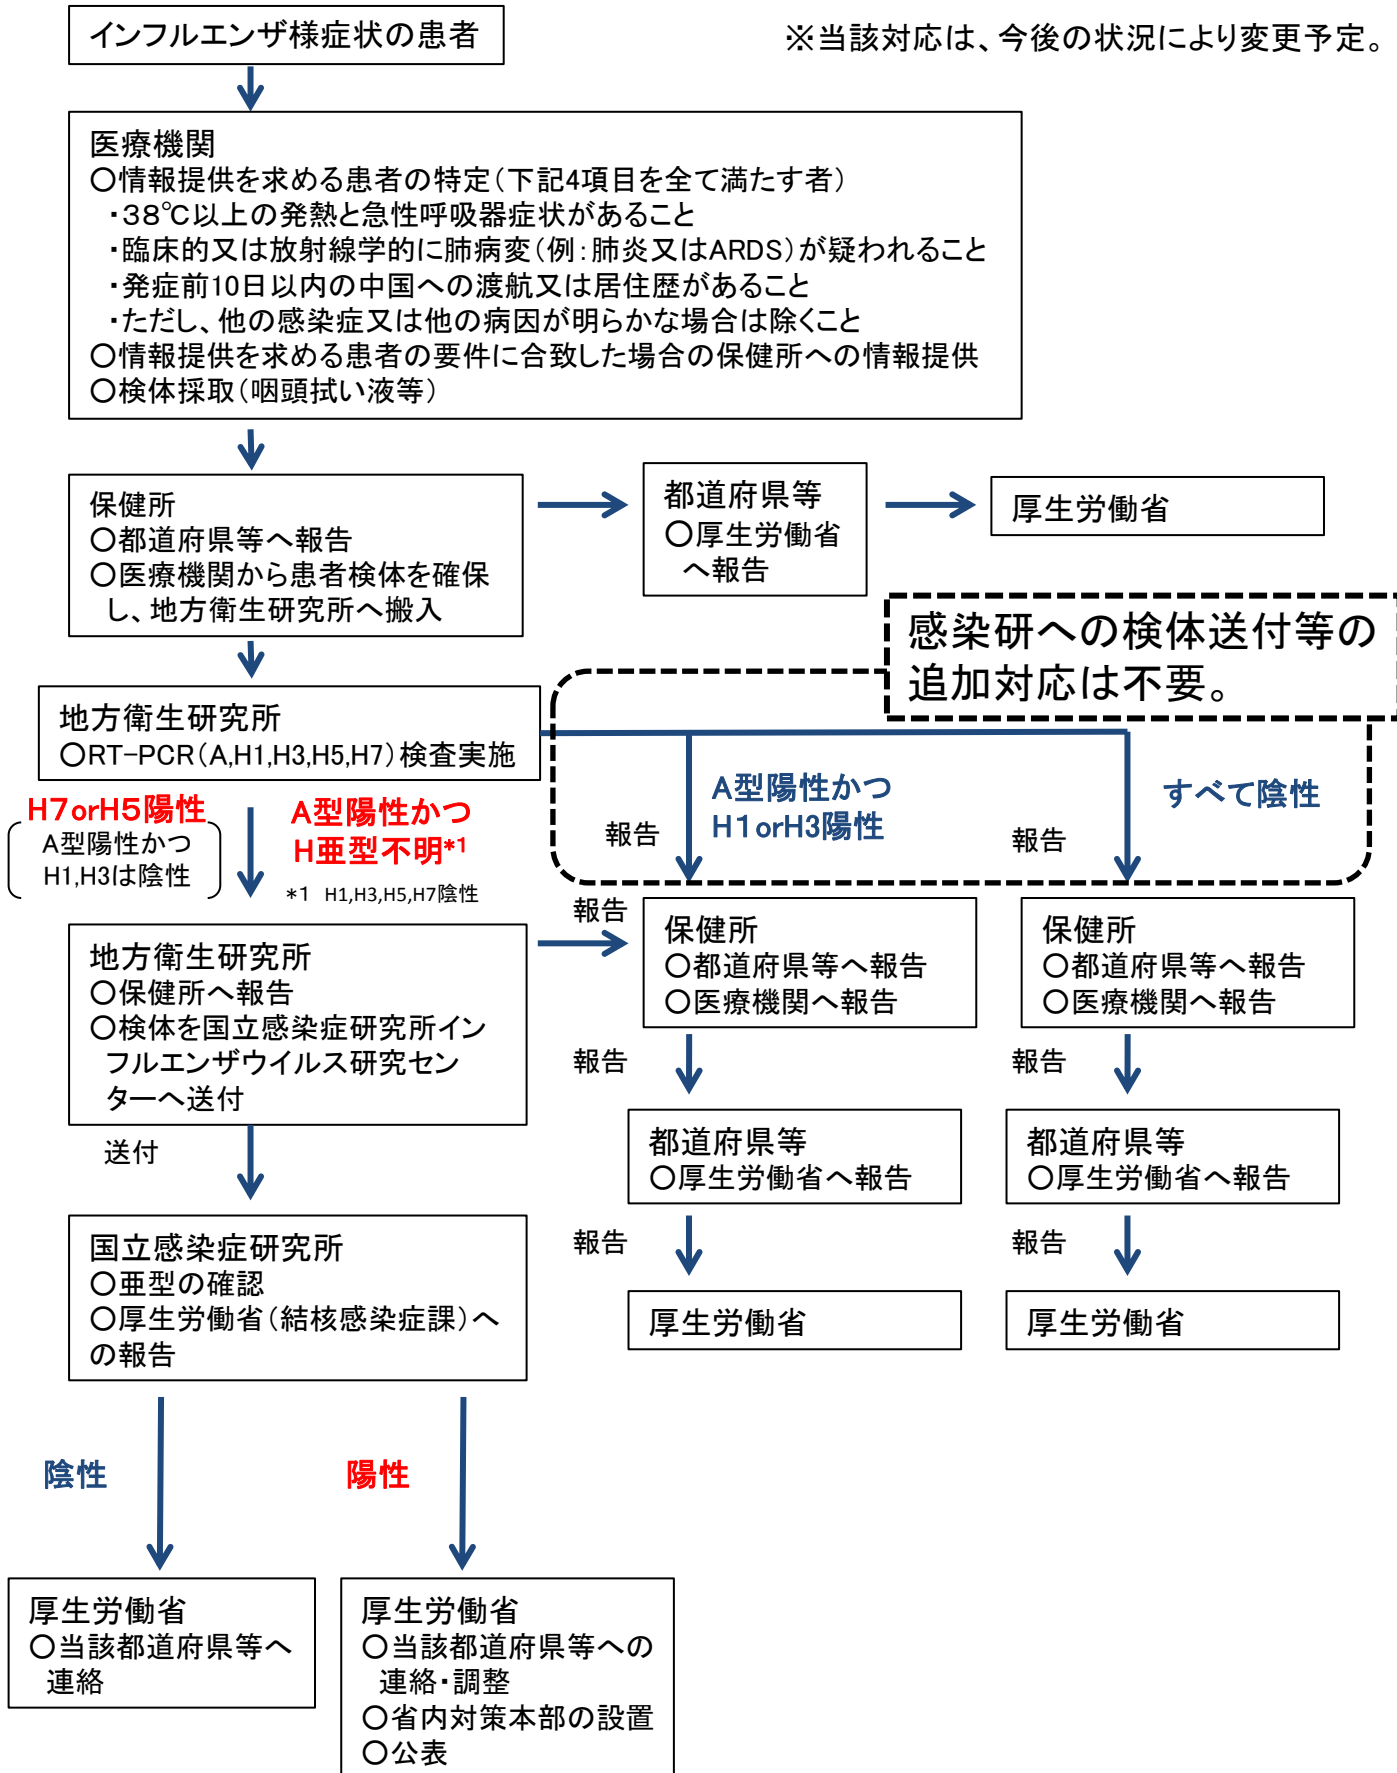 インフルエンザ様症状の患者
※当該対応は、今後の状況により変更予定。
医療機関
○情報提供を求める患者の特定（下記4項目を全て満たす者）
・38℃以上の発熱と急性呼吸器症状があること
・臨床的又は放射線学的に肺病変（例：肺炎又はARDS）が疑われること
・発症前10日以内の中国への渡航又は居住歴があること
・ただし、他の感染症又は他の病因が明らかな場合は除くこと
○情報提供を求める患者の要件に合致した場合の保健所への情報提供
○検体採取（咽頭拭い液等）
保健所
○都道府県等へ報告
○医療機関から患者検体を確保
し、地方衛生研究所へ搬入
都道府県等
○厚生労働省
へ報告
厚生労働省
感染研への検体送付等の
追加対応は不要。
地方衛生研究所
○RT-PCR（A,H1,H3,H5,H7）検査実施
H7orH5陽性
A型陽性かつ
H1,H3は陰性
A型陽性かつ
H亜型不明*1
*1 H1,H3,H5,H7陰性
報告
A型陽性かつ
H1orH3陽性
報告
すべて陰性
地方衛生研究所
○保健所へ報告
○検体を国立感染症研究所イン
フルエンザウイルス研究セン
ターへ送付
報告
保健所
○都道府県等へ報告
○医療機関へ報告
保健所
○都道府県等へ報告
○医療機関へ報告
報告
報告
都道府県等
○厚生労働省へ報告
都道府県等
○厚生労働省へ報告
送付
報告
報告
国立感染症研究所
○亜型の確認
○厚生労働省（結核感染症課）へ
の報告
厚生労働省
厚生労働省
陰性
陽性
厚生労働省
○当該都道府県等へ
連絡
厚生労働省
○当該都道府県等への
連絡・調整
○省内対策本部の設置
○公表